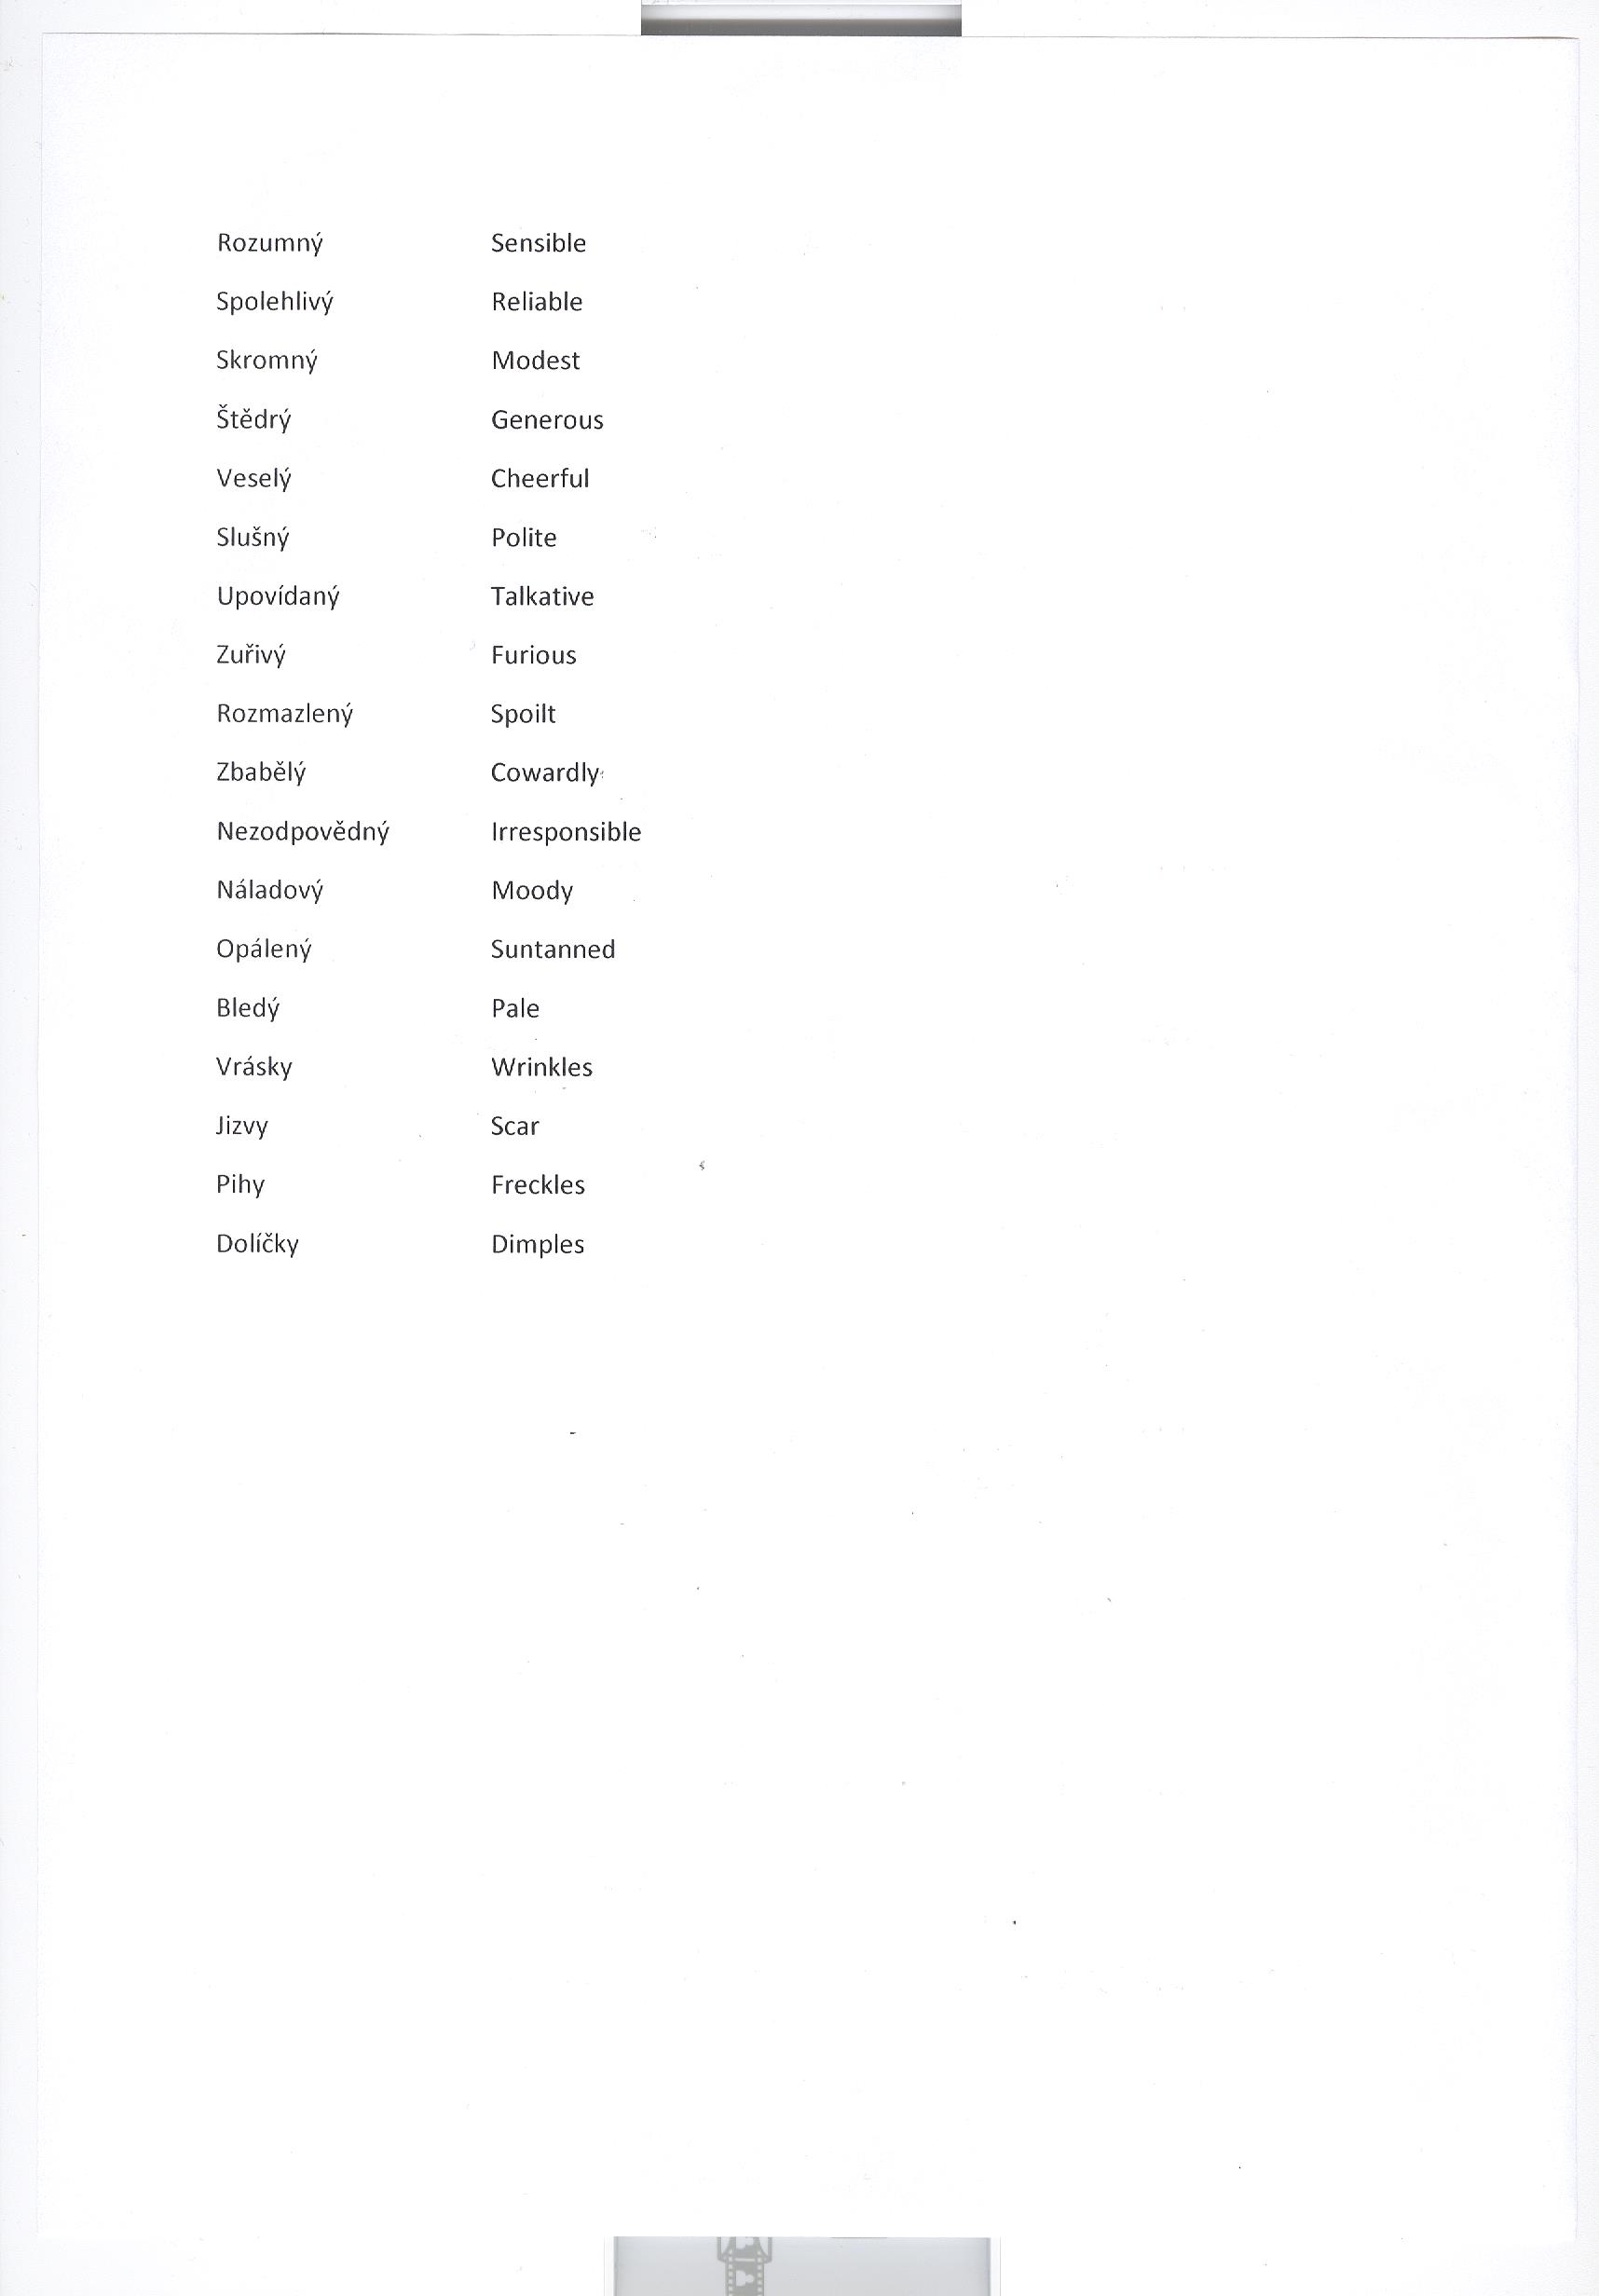 Rozumný Sensible
Spolehlivý Reliable
Skromný Modest
Štědrý Generous
Veselý Cheerful
Slušný Polite
Upovídaný Talkative
Zuřivý Furious
Rozmazlený Spoilt
Zbabělý Cowardly
Nezodpovědný Irresponsible
Náladový Moody
Opálený Suntanned
Bledý Pale
Vrásky Wrinkles
Jizvy Scar
Pihy Freckles
Dolíčky Dimples